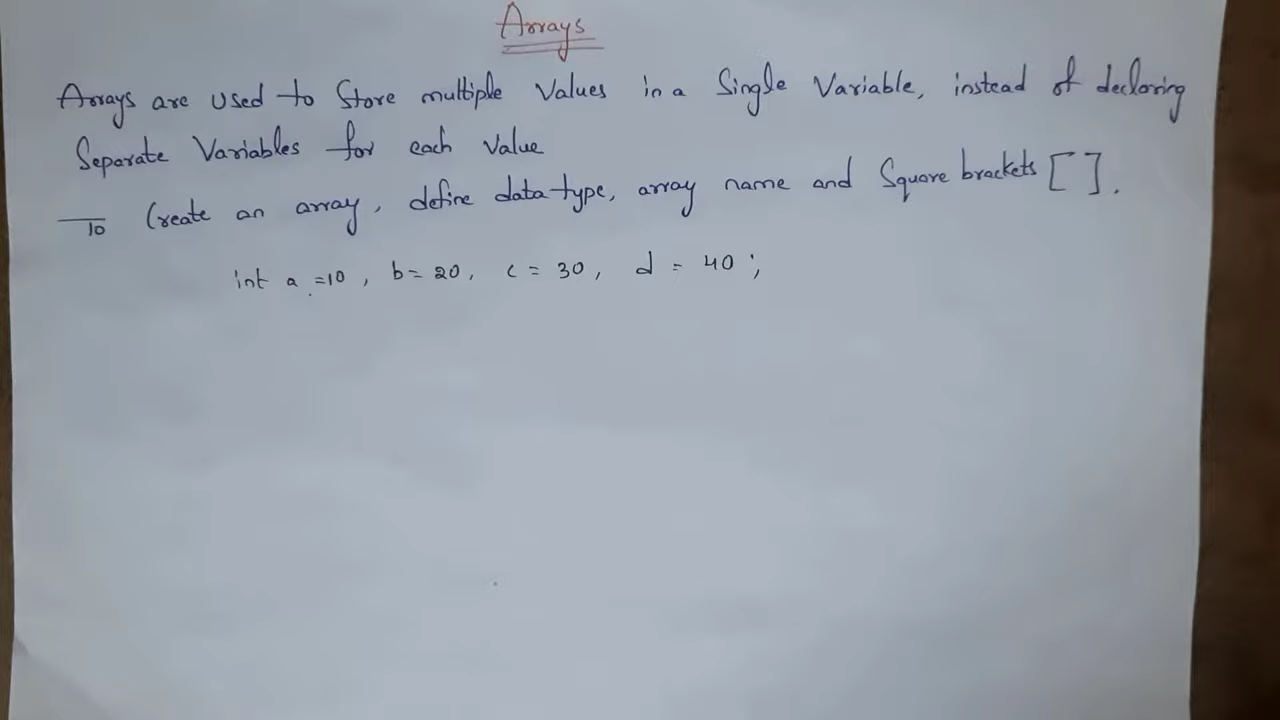 Arrays
Arrays are used to Store multiple Values in a Single Variable, instead of declaring
Separate Variables for each Value
To Create an array, define data type, array name and Square brackets [ ].
int a =10, b= 20, c = 30, d = 40;